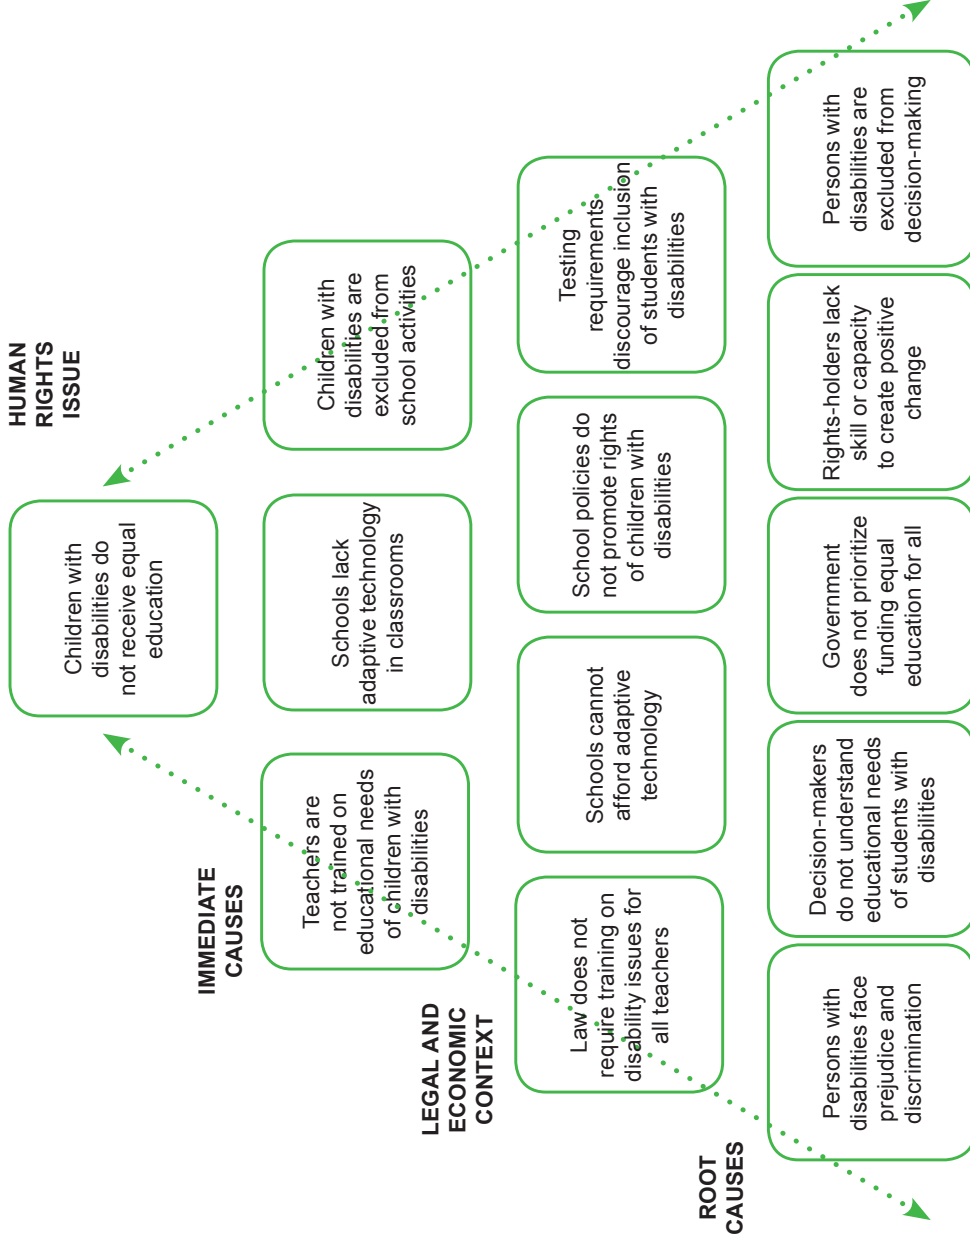 HUMAN
RIGHTS
ISSUE
Children with
disabilities do
not receive equal
education
IMMEDIATE
CAUSES
Teachers are
not trained on
educational needs
of children with
disabilities
Schools lack
adaptive technology
in classrooms
Children with
disabilities are
excluded from
school activities
LEGAL AND
ECONOMIC
CONTEXT
Law does not
require training on
disability issues for
all teachers
Schools cannot
afford adaptive
technology
School policies do
not promote rights
of children with
disabilities
Testing
requirements
discourage inclusion
of students with
disabilities
ROOT
CAUSES
Persons with
disabilities face
prejudice and
discrimination
Decision-makers
do not understand
educational needs
of students with
disabilities
Government
does not prioritize
funding equal
education for all
Rights-holders lack
skill or capacity
to create positive
change
Persons with
disabilities are
excluded from
decision-making